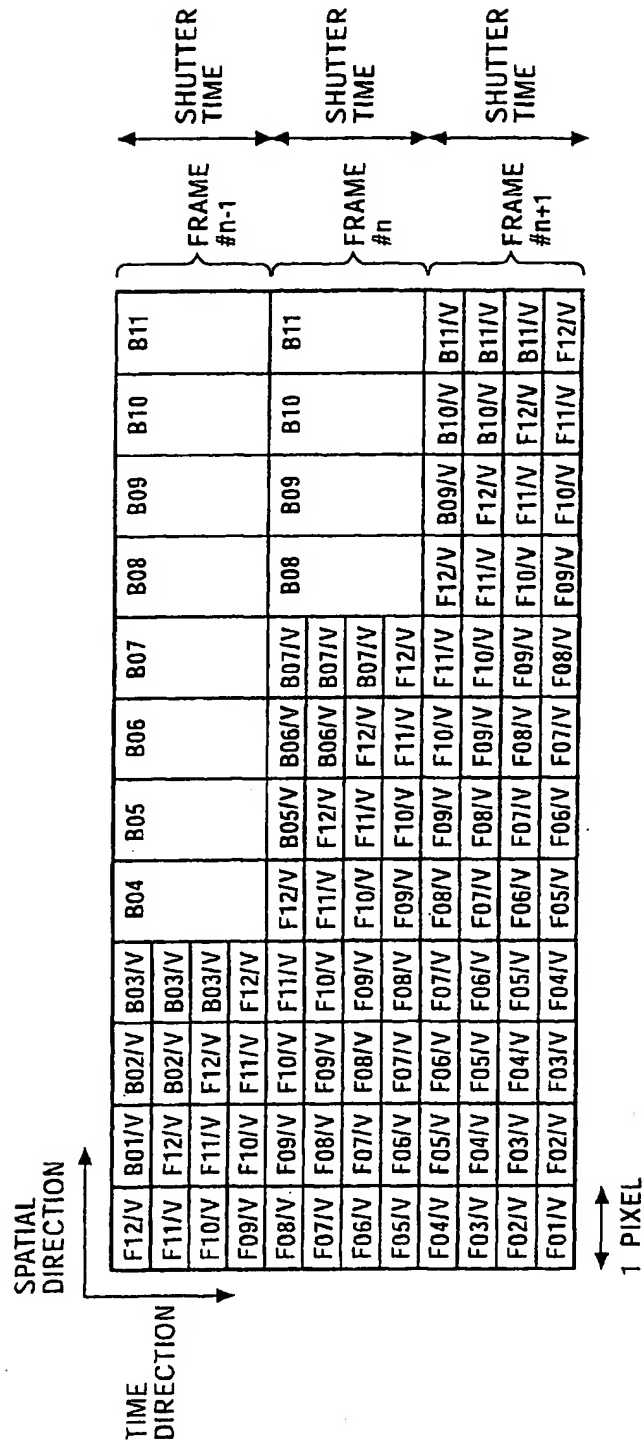 SPATIAL
DIRECTION
TIME
DIRECTION
F12/V B01/V B02/V B03/V B04 B05 B06 B07 B08 B09 B10 B11
F11/V F12/V B02/V B03/V
F10/V F11/V F12/V B03/V
F09/V F10/V F11/V F12/V
FRAME
#n-1
SHUTTER
TIME
F08/V F09/V F10/V F11/V F12/V B05/V B06/V B07/V B08 B09 B10 B11
F07/V F08/V F09/V F10/V F11/V F12/V B06/V B07/V
F06/V F07/V F08/V F09/V F10/V F11/V F12/V B07/V
F05/V F06/V F07/V F08/V F09/V F10/V F11/V F12/V
FRAME
#n
SHUTTER
TIME
F04/V F05/V F06/V F07/V F08/V F09/V F10/V F11/V F12/V B09/V B10/V B11/V
F03/V F04/V F05/V F06/V F07/V F08/V F09/V F10/V F11/V F12/V B10/V B11/V
F02/V F03/V F04/V F05/V F06/V F07/V F08/V F09/V F10/V F11/V F12/V B11/V
F01/V F02/V F03/V F04/V F05/V F06/V F07/V F08/V F09/V F10/V F11/V F12/V
FRAME
#n+1
SHUTTER
TIME
1 PIXEL